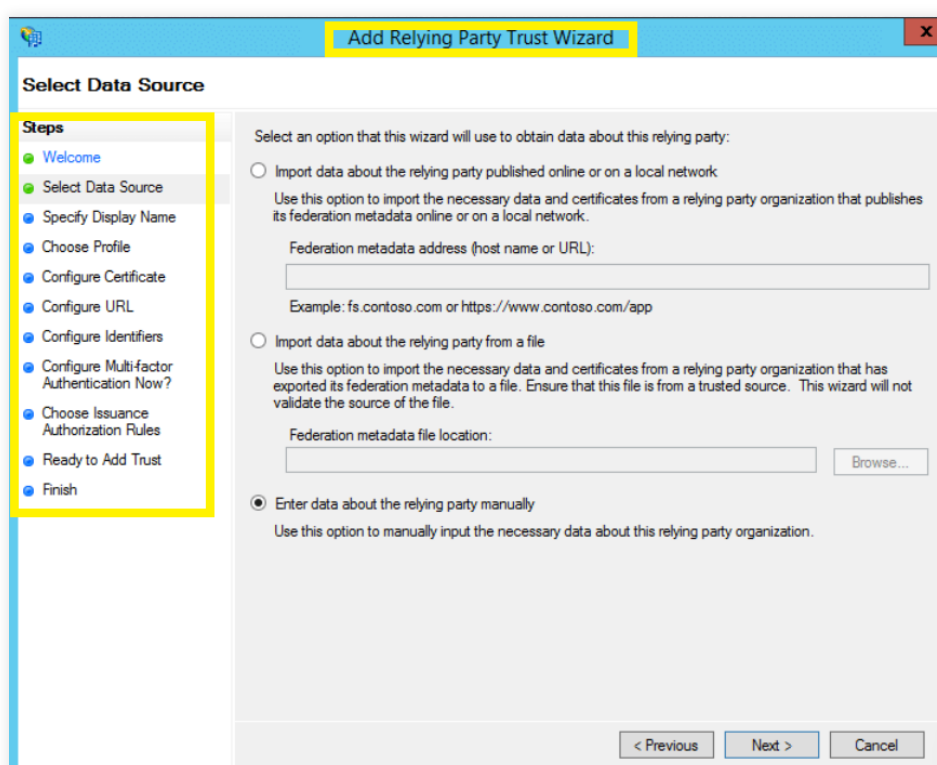 Add Relying Party Trust Wizard
x
Select Data Source
Steps
Welcome
Select Data Source
Specify Display Name
Choose Profile
Configure Certificate
Configure URL
Configure Identifiers
Configure Multi-factor
Authentication Now?
Choose Issuance
Authorization Rules
Ready to Add Trust
Finish
Select an option that this wizard will use to obtain data about this relying party:
Import data about the relying party published online or on a local network
Use this option to import the necessary data and certificates from a relying party organization that publishes
its federation metadata online or on a local network.
Federation metadata address (host name or URL):
Example: fs.contoso.com or https://www.contoso.com/app
Import data about the relying party from a file
Use this option to import the necessary data and certificates from a relying party organization that has
exported its federation metadata to a file. Ensure that this file is from a trusted source. This wizard will not
validate the source of the file.
Federation metadata file location:
Browse...
Enter data about the relying party manually
Use this option to manually input the necessary data about this relying party organization.
< Previous
Next >
Cancel